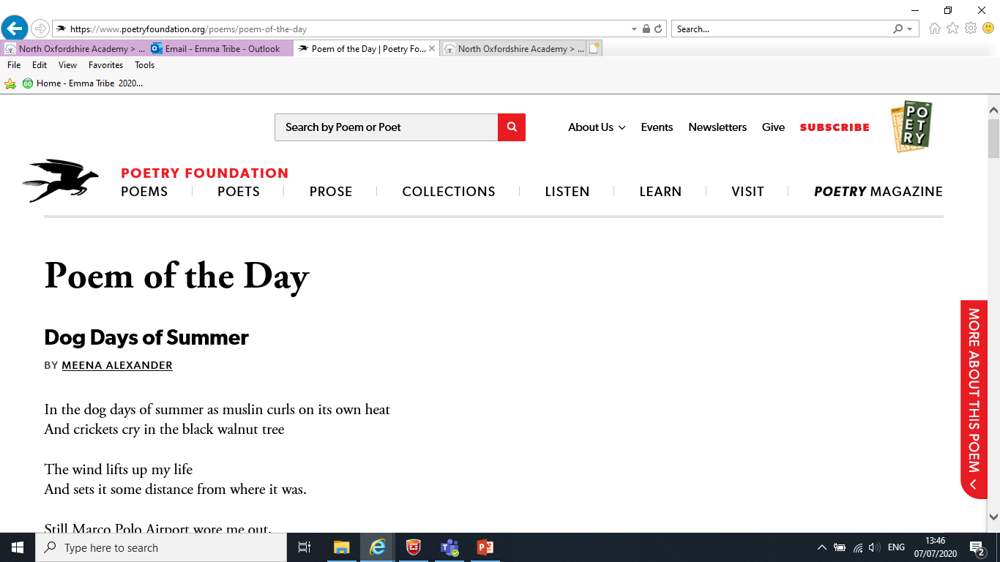 https://www.poetryfoundation.org/poems/poem-of-the-day
Search...
North Oxfordshire Academy > ...
Email - Emma Tribe - Outlook
Poem of the Day | Poetry Fo...
North Oxfordshire Academy > ...
File Edit View Favorites Tools
GO Home - Emma Tribe 2020...
Search by Poem or Poet
About Us Events Newsletters Give SUBSCRIBE
POETRY
POETRY FOUNDATION
POEMS POETS PROSE COLLECTIONS LISTEN LEARN VISIT POETRY MAGAZINE
Poem of the Day
Dog Days of Summer
BY MEENA ALEXANDER
In the dog days of summer as muslin curls on its own heat
And crickets cry in the black walnut tree
The wind lifts up my life
And sets it some distance from where it was.
Still Marco Polo Airport wore me out,
MORE ABOUT THIS POEM
Type here to search
ENG
13:46
07/07/2020
2